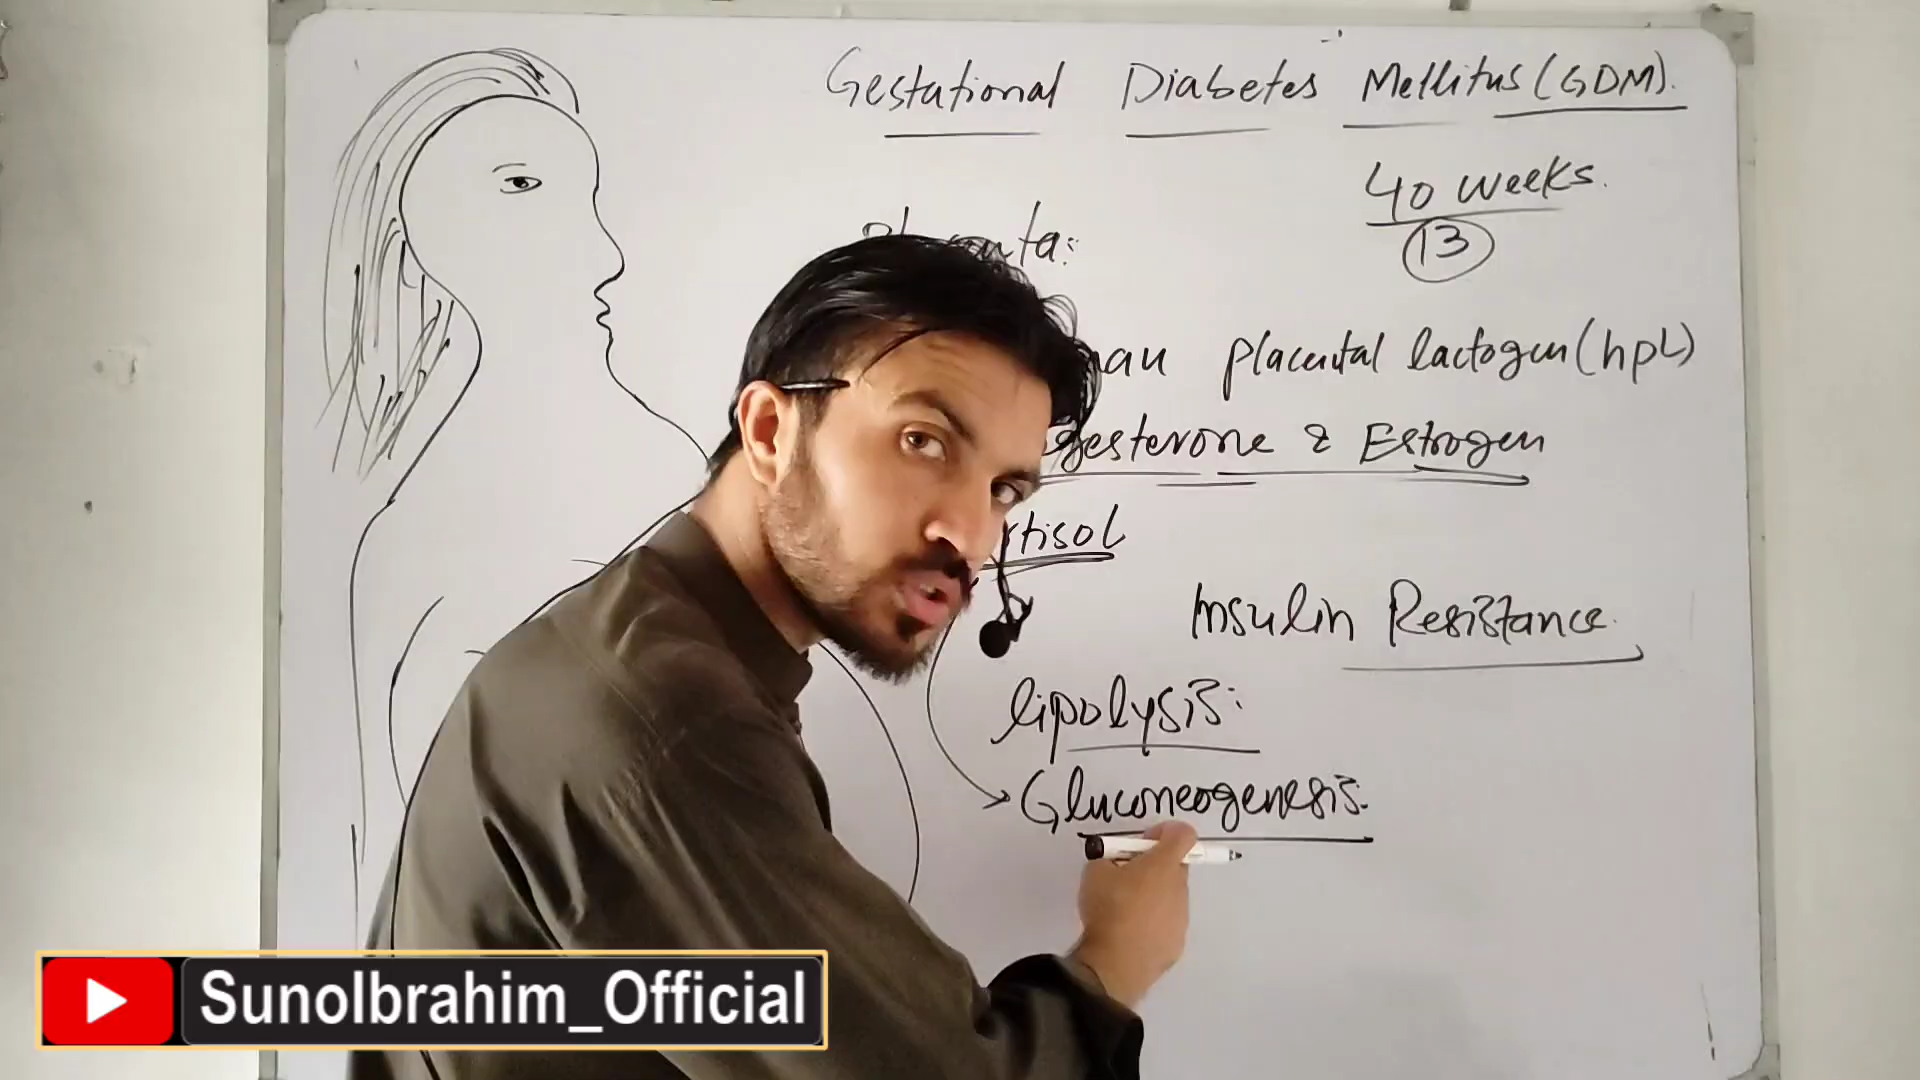 Gestational Diabetes Mellitus (GDM).
40 weeks.
13
placental lactogen (hpL)
& Estrogen
Insulin Resistance.
lipolysis:
Gluconeogenesis:
SunoIbrahim_Official